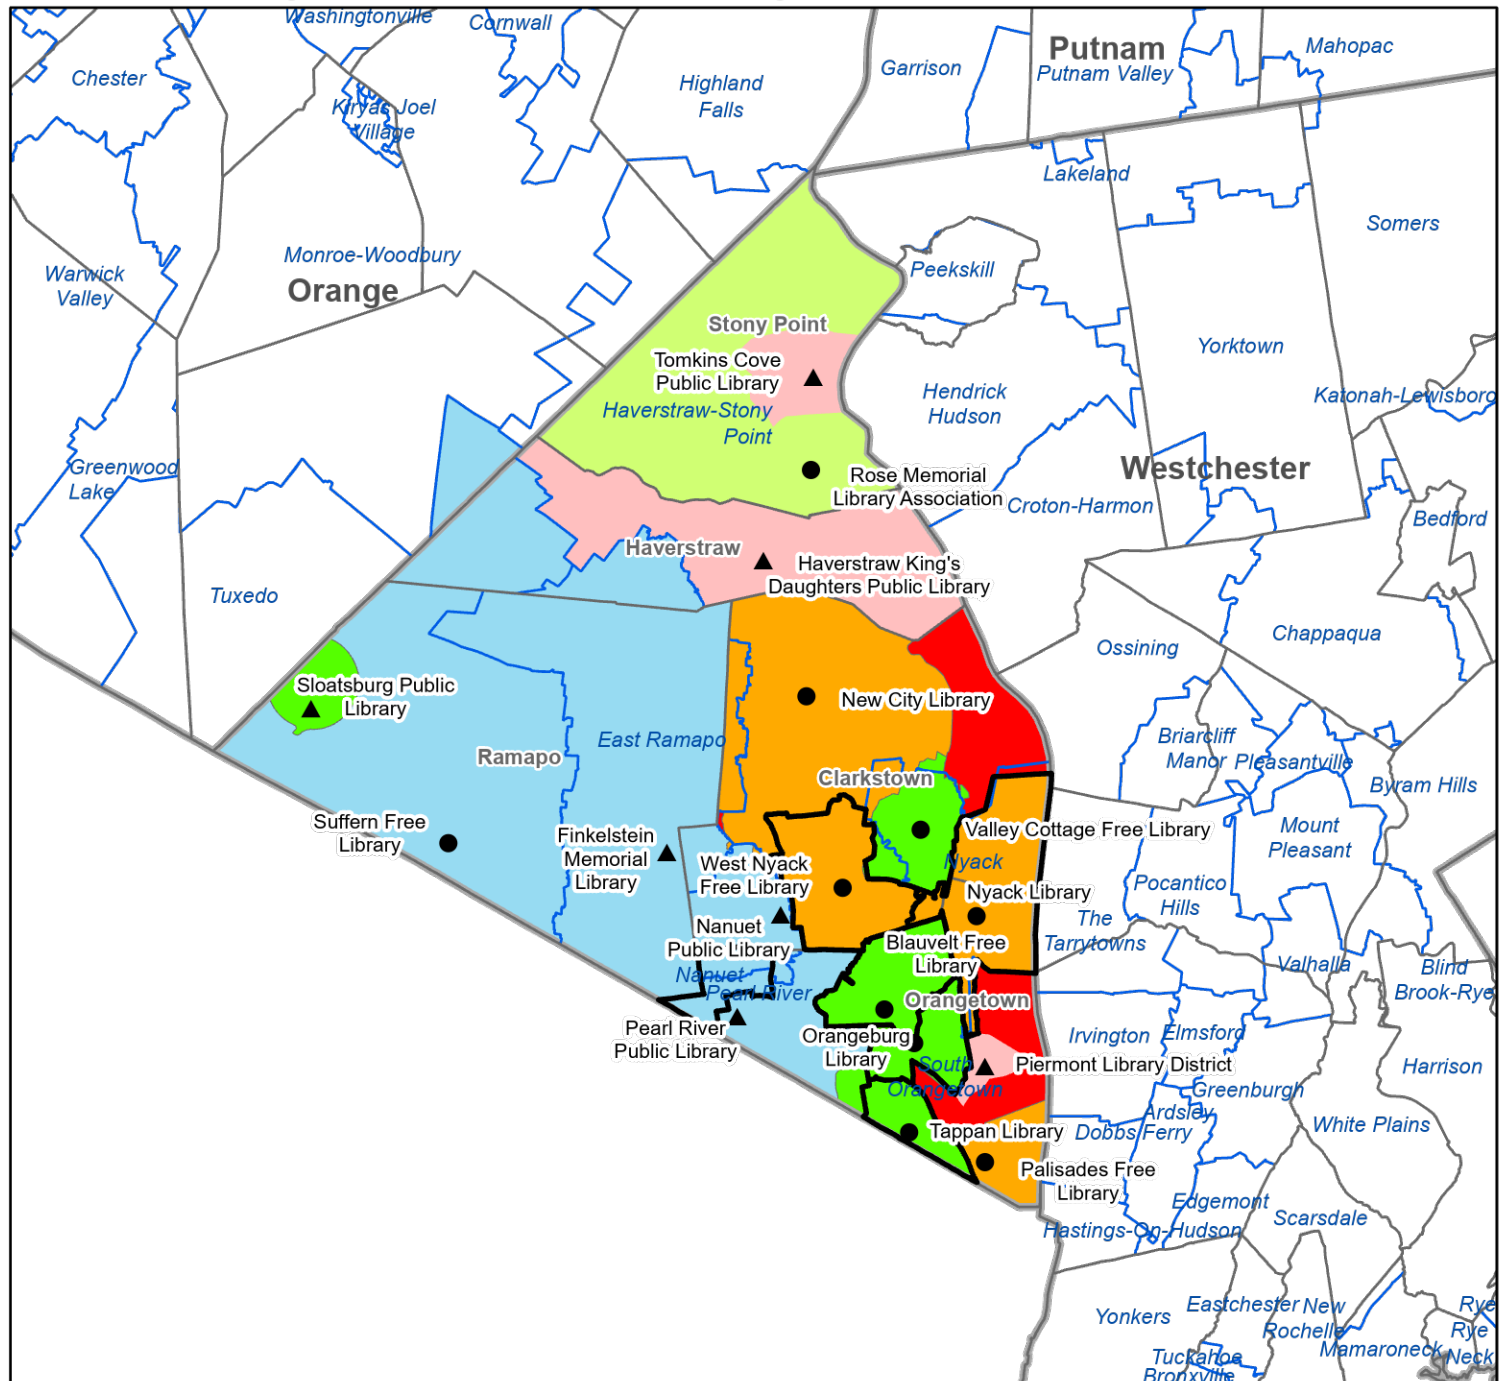 Washingtonville
Cornwall
Putnam
Mahopac
Chester
Garrison
Putnam Valley
Highland
Falls
Kiryas Joel
Village
Lakeland
Somers
Monroe-Woodbury
Warwick
Valley
Orange
Peekskill
Stony Point
Yorktown
Tomkins Cove
Public Library
Haverstraw-Stony
Point
Hendrick
Hudson
Katonah-Lewisboro
Greenwood
Lake
Rose Memorial
Library Association
Westchester
Croton-Harmon
Bedford
Haverstraw
Haverstraw King's
Daughters Public Library
Tuxedo
Ossining
Chappaqua
Sloatsburg Public
Library
New City Library
East Ramapo
Ramapo
Clarkstown
Briarcliff
Manor
Pleasantville
Byram Hills
Suffern Free
Library
Finkelstein
Memorial
Library
West Nyack
Free Library
Valley Cottage Free Library
Nyack
Mount
Pleasant
Nyack Library
Pocantico
Hills
Nanuet
Public Library
Blauvelt Free
Library
The
Tarrytowns
Valhalla
Blind
Brook-Rye
Nanuet
Pearl River
Orangetown
Pearl River
Public Library
Orangeburg
Library
South
Orangetown
Piermont Library District
Irvington
Elmsford
Greenburgh
Harrison
Ardsley
Dobbs Ferry
White Plains
Tappan Library
Palisades Free
Library
Edgemont
Scarsdale
Hastings-On-Hudson
Yonkers
Eastchester
New
Rochelle
Rye
Rye
Neck
Mamaroneck
Tuckahoe
Bronxville